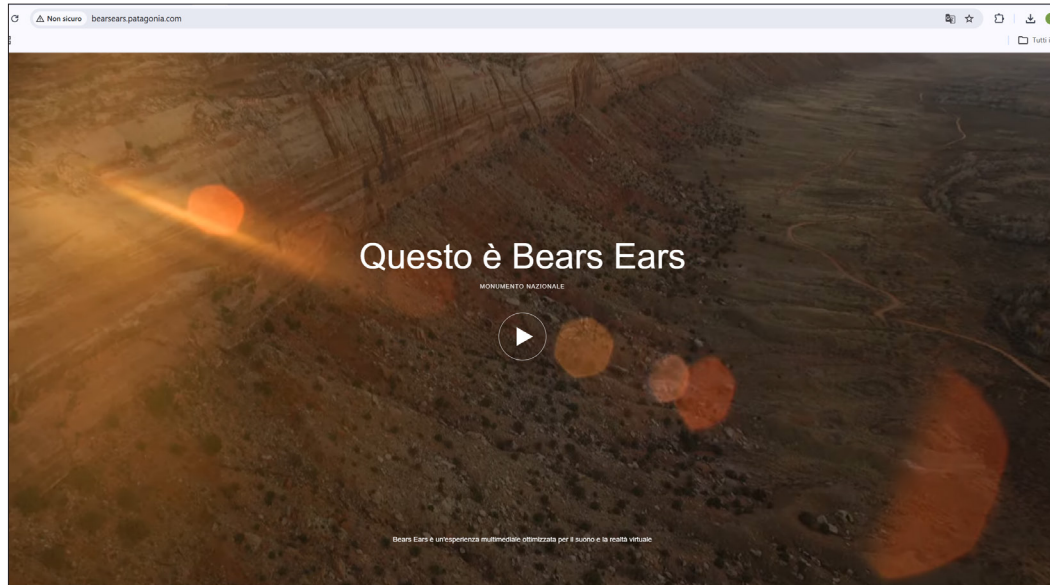 Non sicuro bearsears.patagonia.com
Tutti i
Questo è Bears Ears
MONUMENTO NAZIONALE
Bears Ears è un'esperienza multimediale ottimizzata per il suono e la realtà virtuale